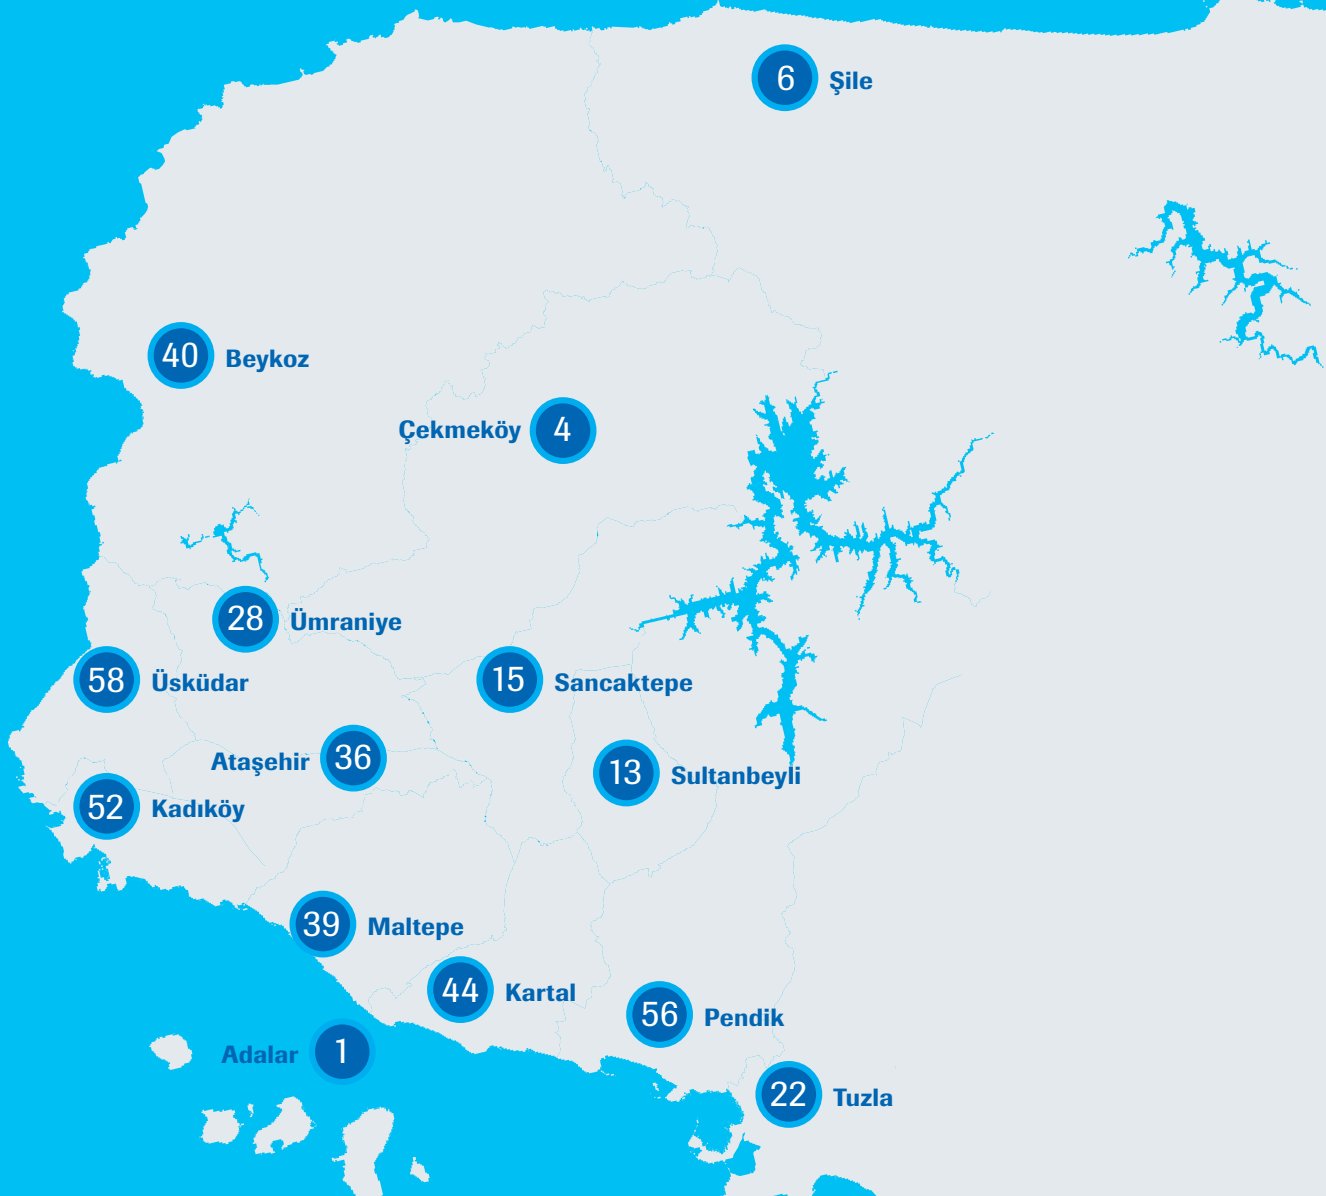 6 Şile
40 Beykoz
Çekmeköy 4
28 Ümraniye
58 Üsküdar
15 Sancaktepe
Ataşehir 36
13 Sultanbeyli
52 Kadıköy
39 Maltepe
44 Kartal
56 Pendik
Adalar 1
22 Tuzla